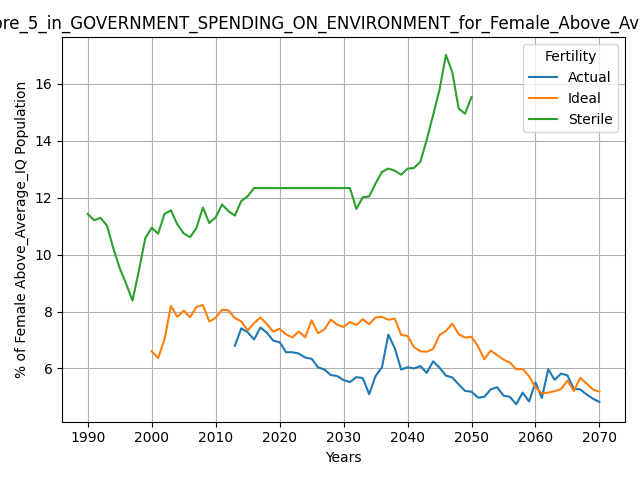 ore_5_in_GOVERNMENT_SPENDING_ON_ENVIRONMENT_for_Female_Above_Av
Fertility
Actual
Ideal
Sterile
% of Female Above_Average_IQ Population
16
14
12
10
8
6
1990 2000 2010 2020 2030 2040 2050 2060 2070
Years